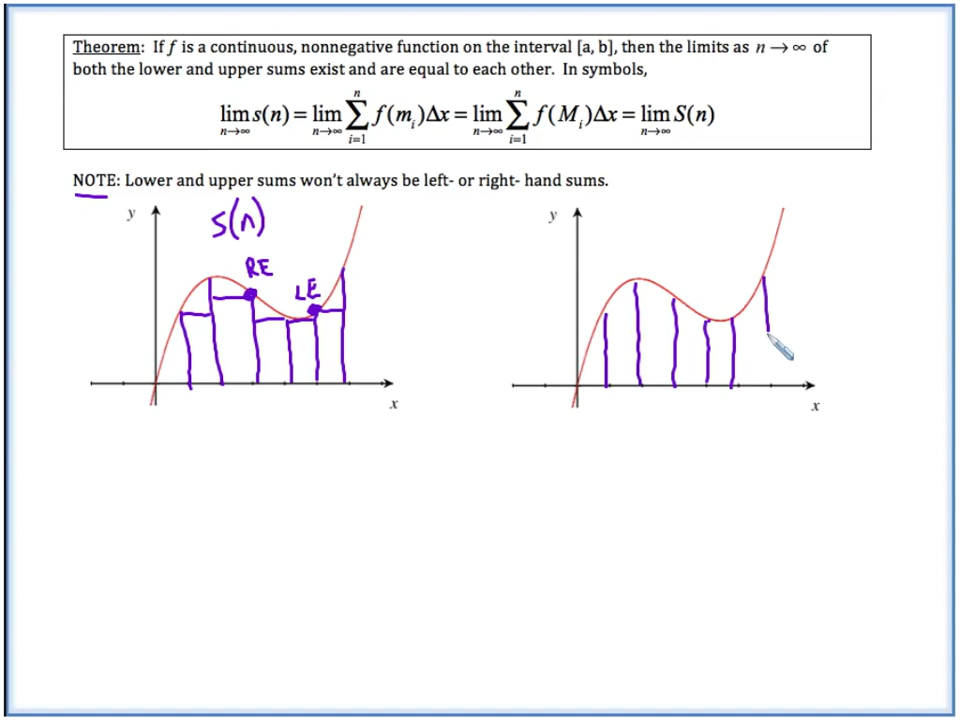 Theorem: If f is a continuous, nonnegative function on the interval [a, b], then the limits as n → ∞ of
both the lower and upper sums exist and are equal to each other. In symbols,
lim n→∞ s(n) = lim n→∞ ∑ i=1 n f(m_i)Δx = lim n→∞ ∑ i=1 n f(M_i)Δx = lim n→∞ S(n)
NOTE: Lower and upper sums won't always be left- or right- hand sums.
y
s(n)
RE
LE
x
y
x